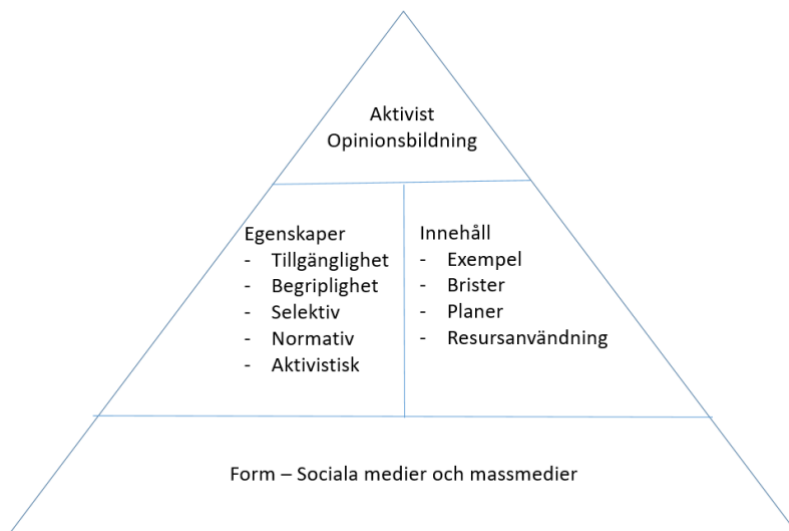 Aktivist
Opinionsbildning
Egenskaper
- Tillgänglighet
- Begriplighet
- Selektiv
- Normativ
- Aktivistisk
Innehåll
- Exempel
- Brister
- Planer
- Resursanvändning
Form – Sociala medier och massmedier